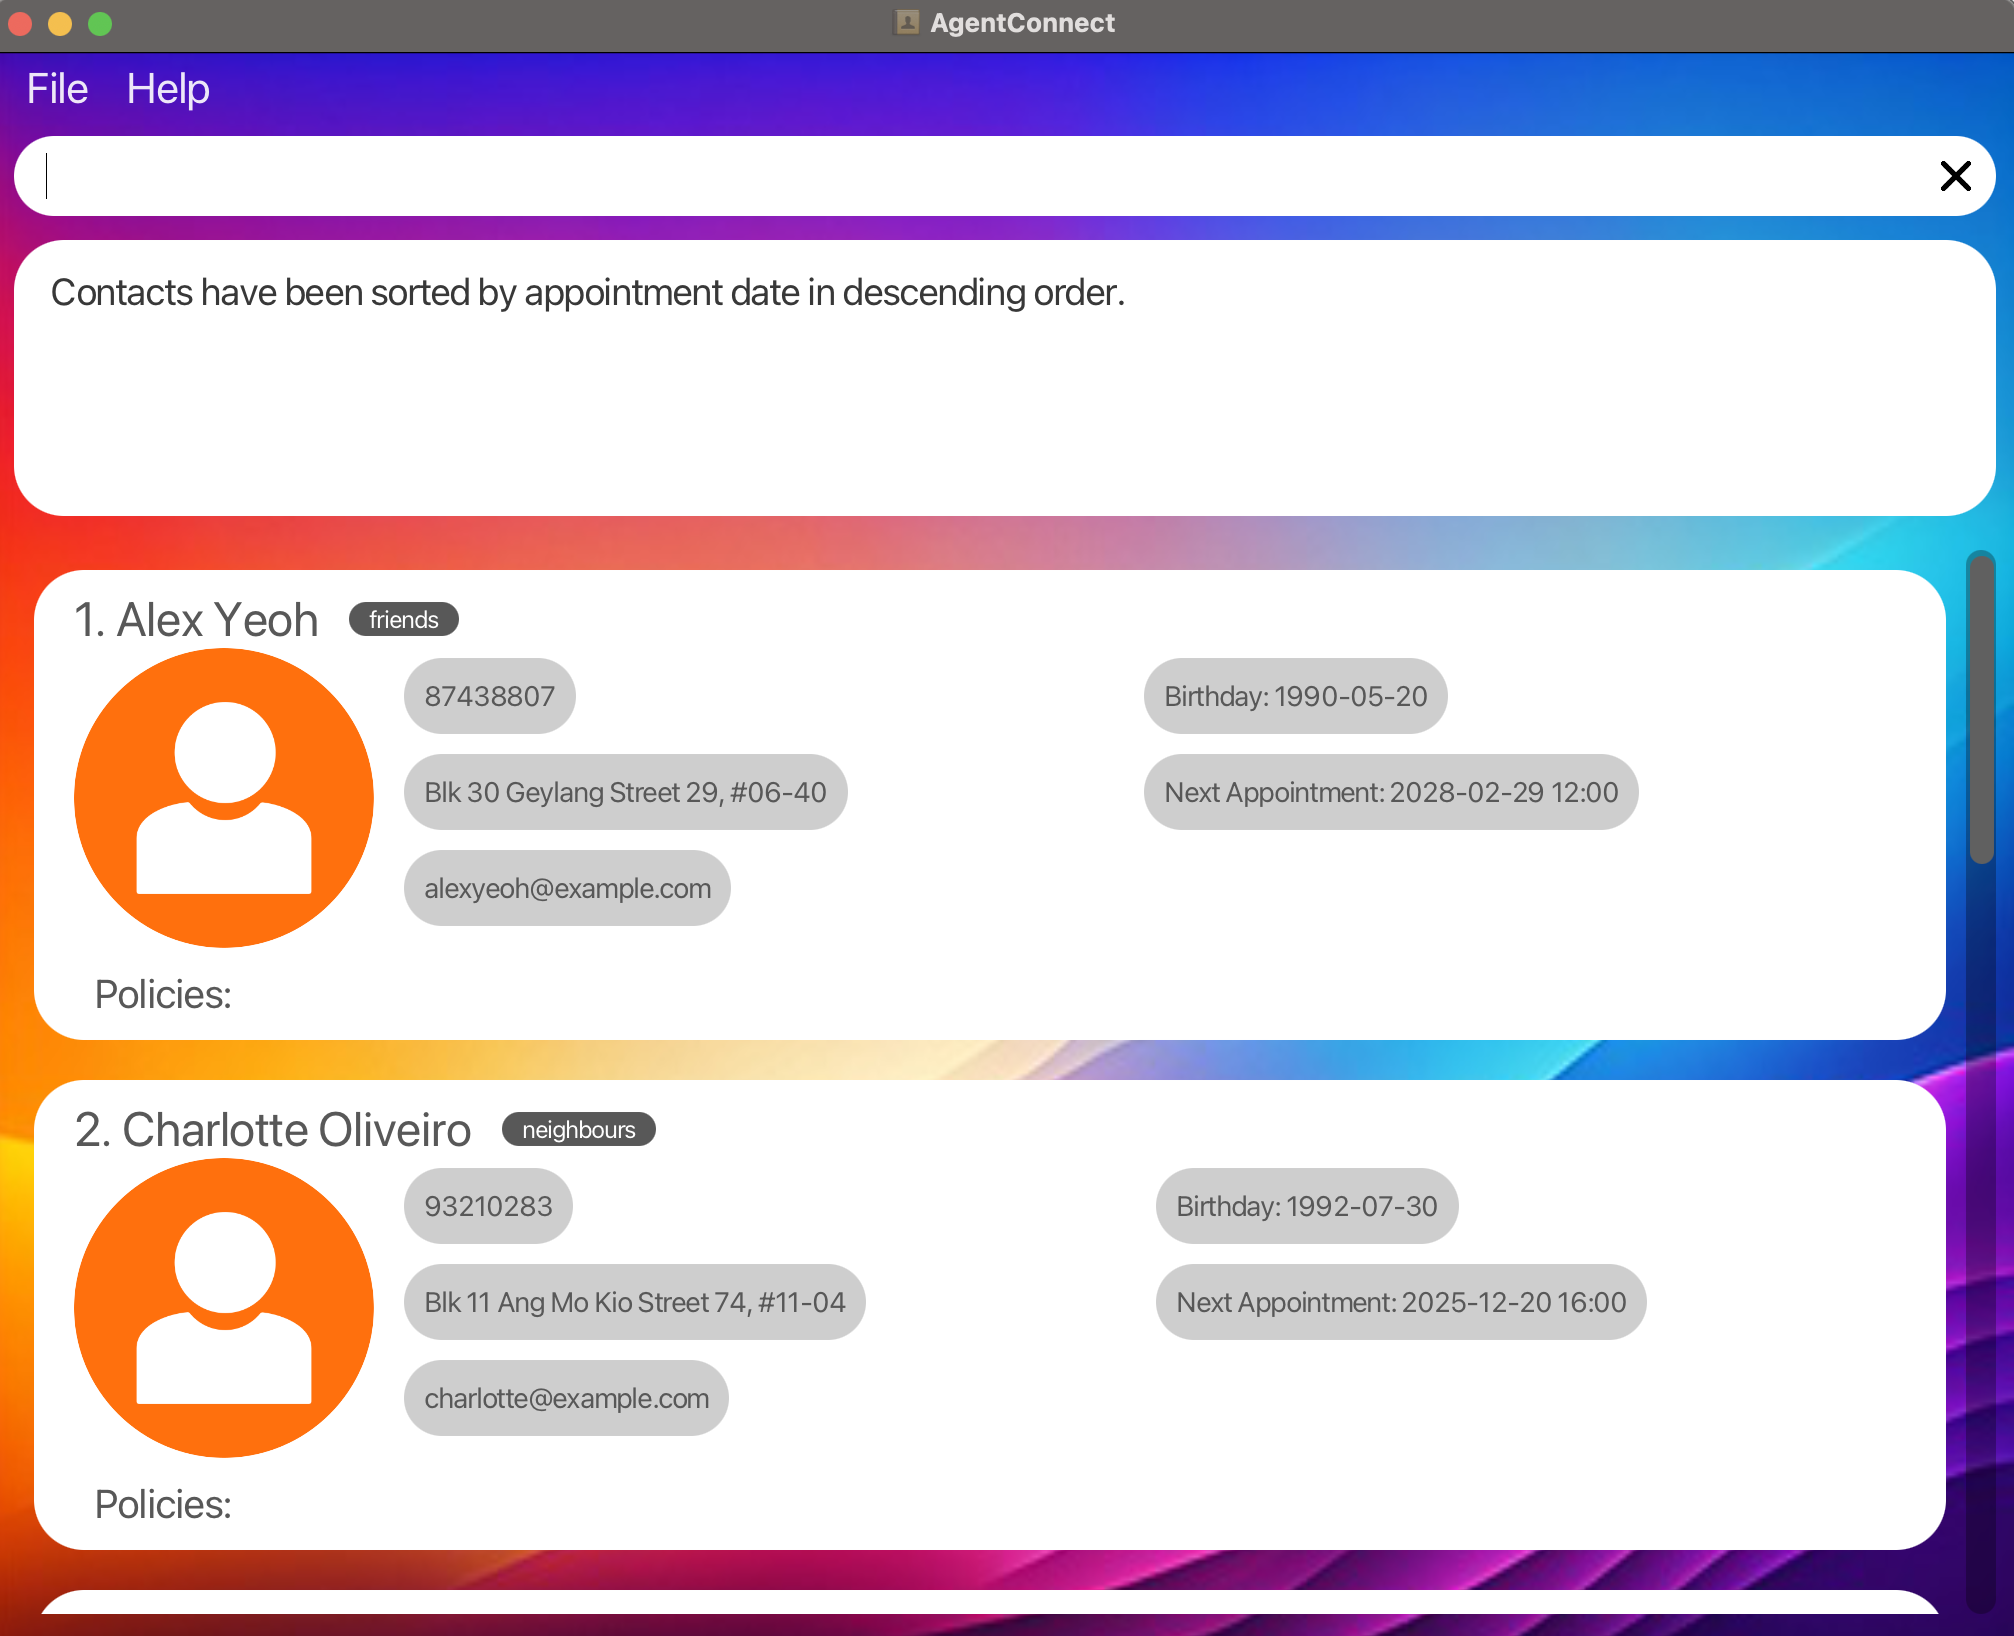 AgentConnect
File Help
Contacts have been sorted by appointment date in descending order.
1. Alex Yeoh friends
87438807
Birthday: 1990-05-20
Blk 30 Geylang Street 29, #06-40
Next Appointment: 2028-02-29 12:00
alexyeoh@example.com
Policies:
2. Charlotte Oliveiro neighbours
93210283
Birthday: 1992-07-30
Blk 11 Ang Mo Kio Street 74, #11-04
Next Appointment: 2025-12-20 16:00
charlotte@example.com
Policies: